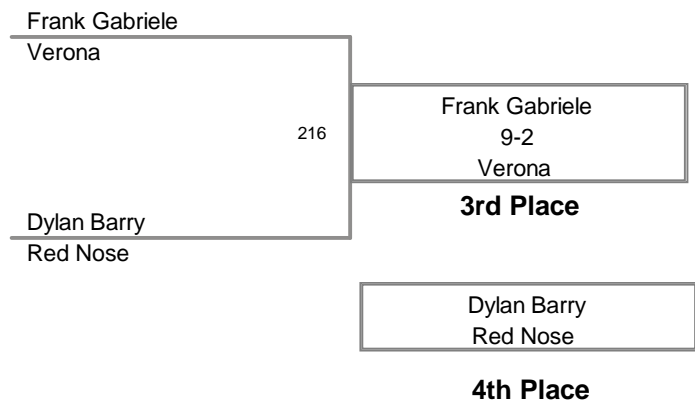 Frank Gabriele
Verona
216
Frank Gabriele
9-2
Verona
3rd Place
Dylan Barry
Red Nose
Dylan Barry
Red Nose
4th Place